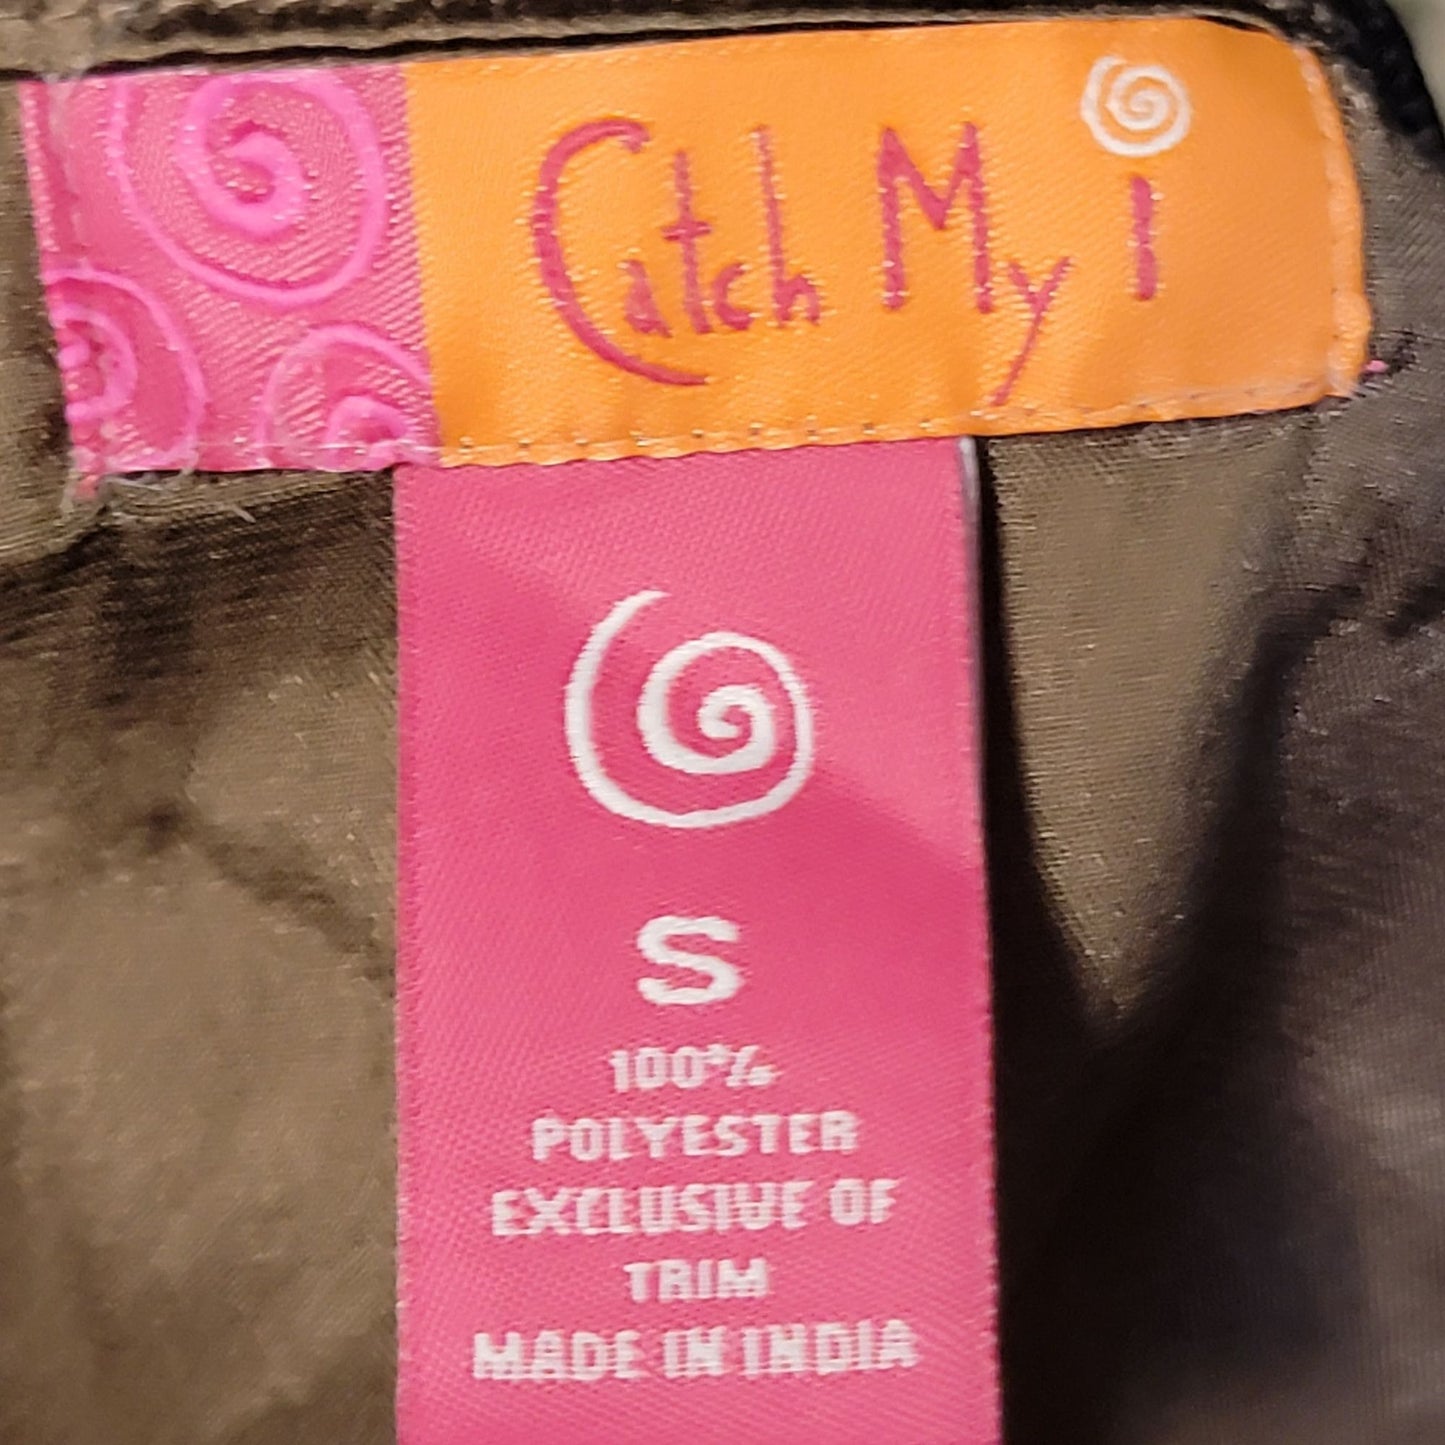 Catch My I
S
100%
POLYESTER
EXCLUSIVE OF
TRIM
MADE IN INDIA